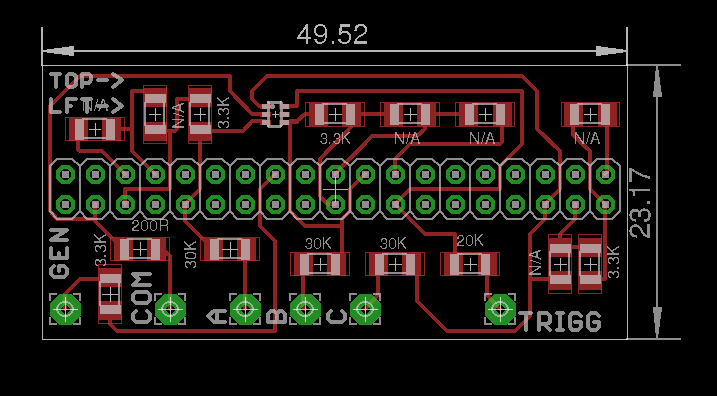 49.52
TOP->
LFT->
N/A
N/A
3.3K
3.3K
N/A
N/A
N/A
23.17
GEN
3.3K
200R
30K
30K
30K
20K
N/A
3.3K
COM
A
B
C
TRIGG